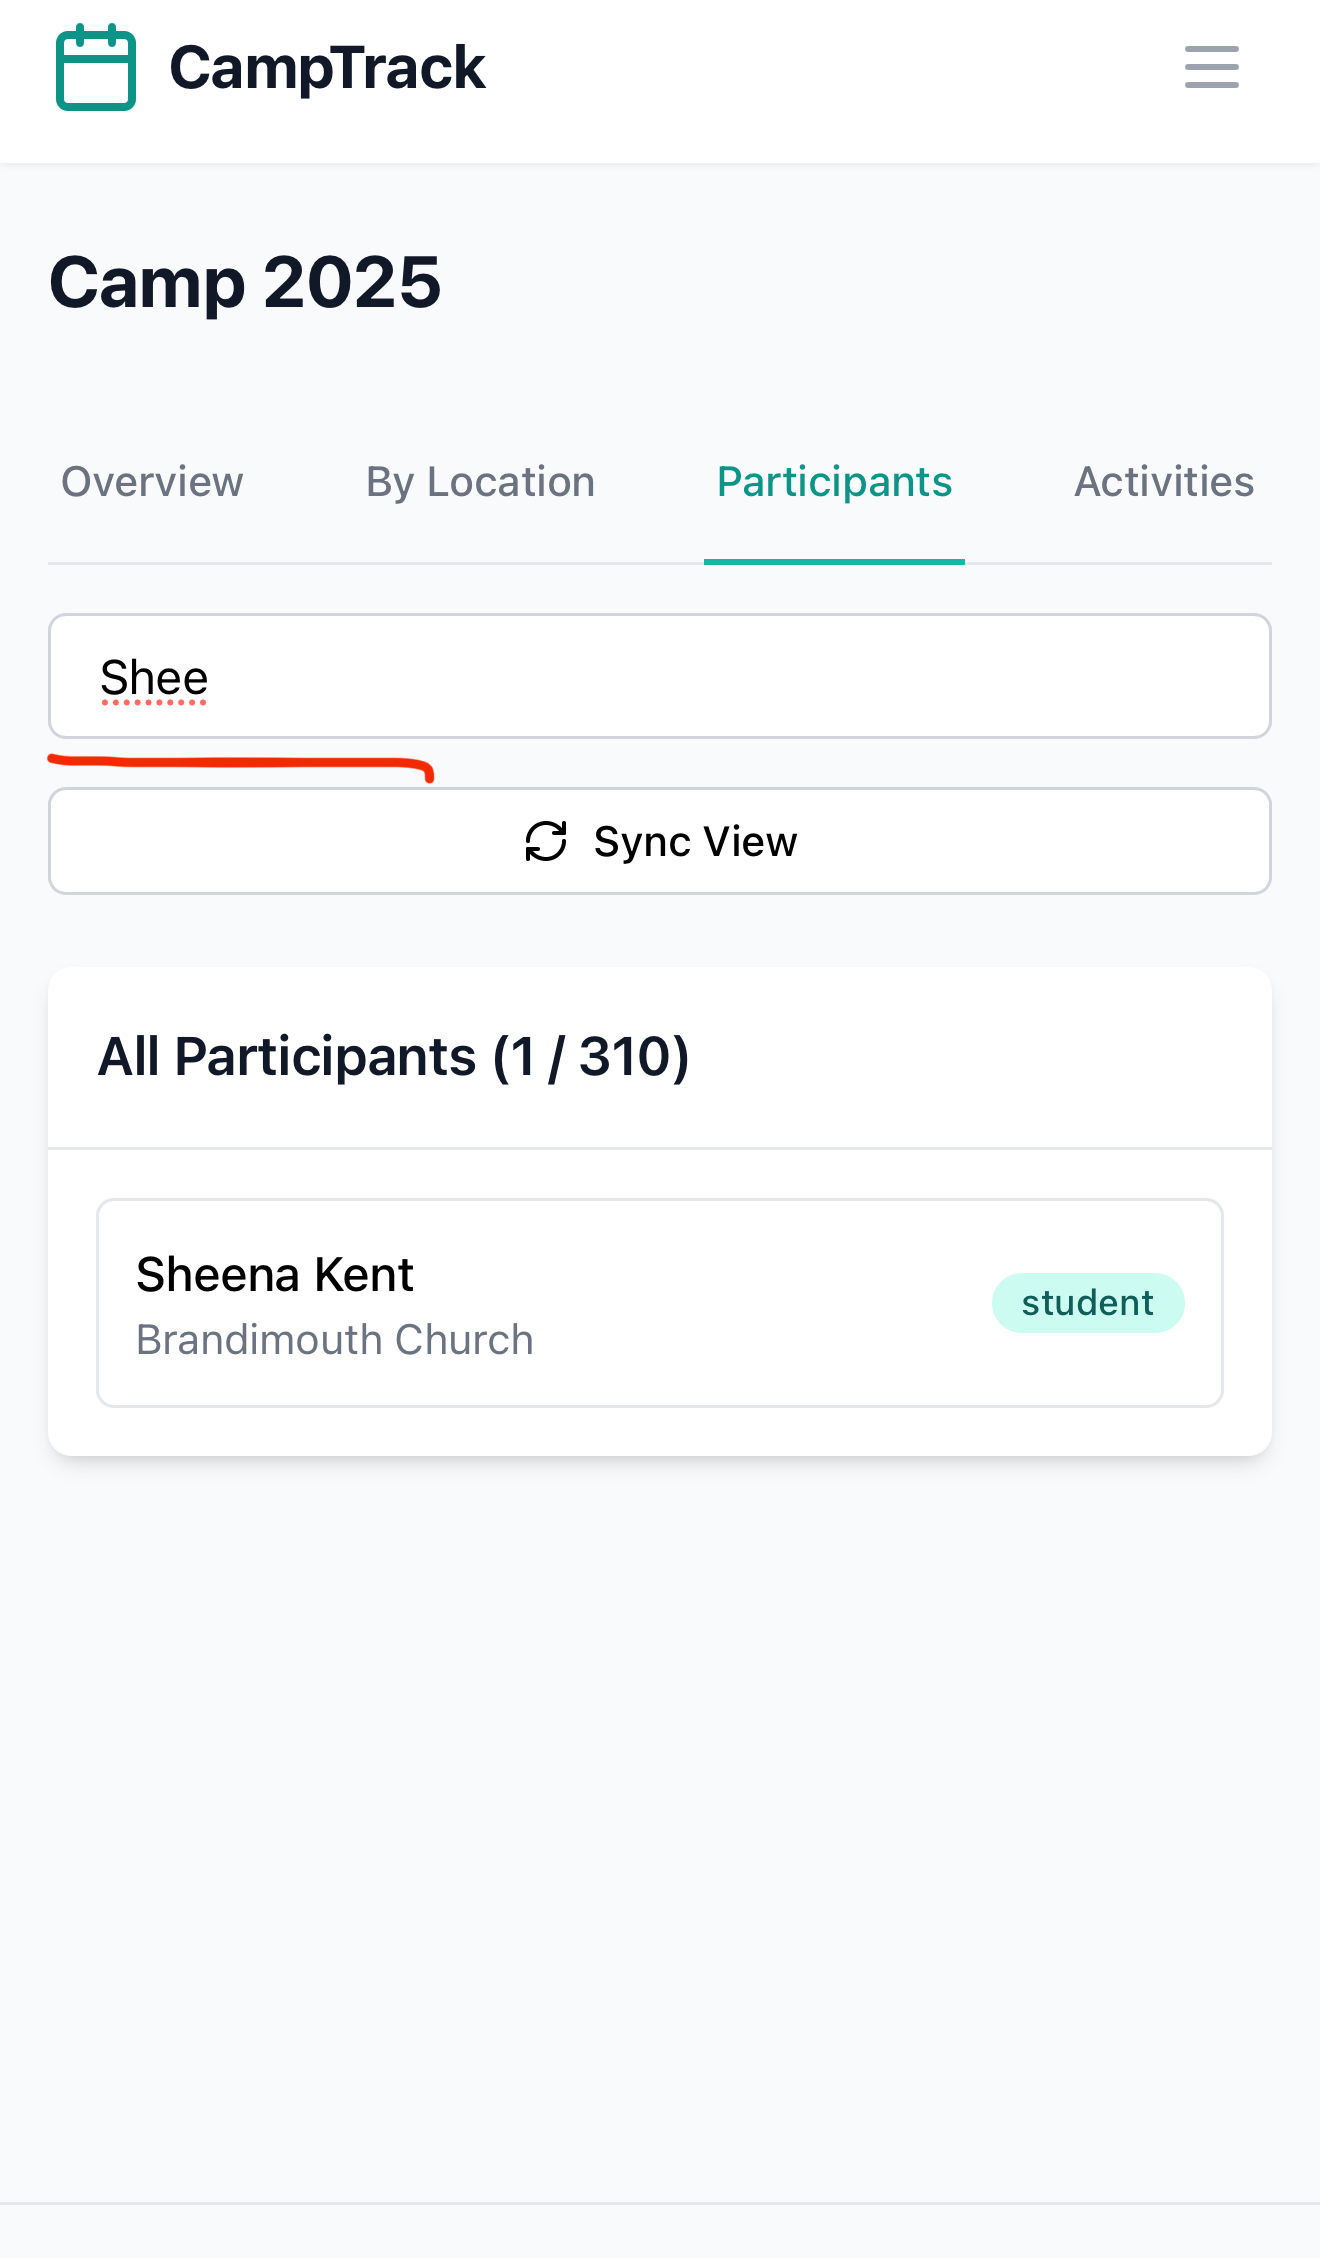 CampTrack
Camp 2025
Overview By Location Participants Activities
Shee
Sync View
All Participants (1 / 310)
Sheena Kent
Brandimouth Church
student